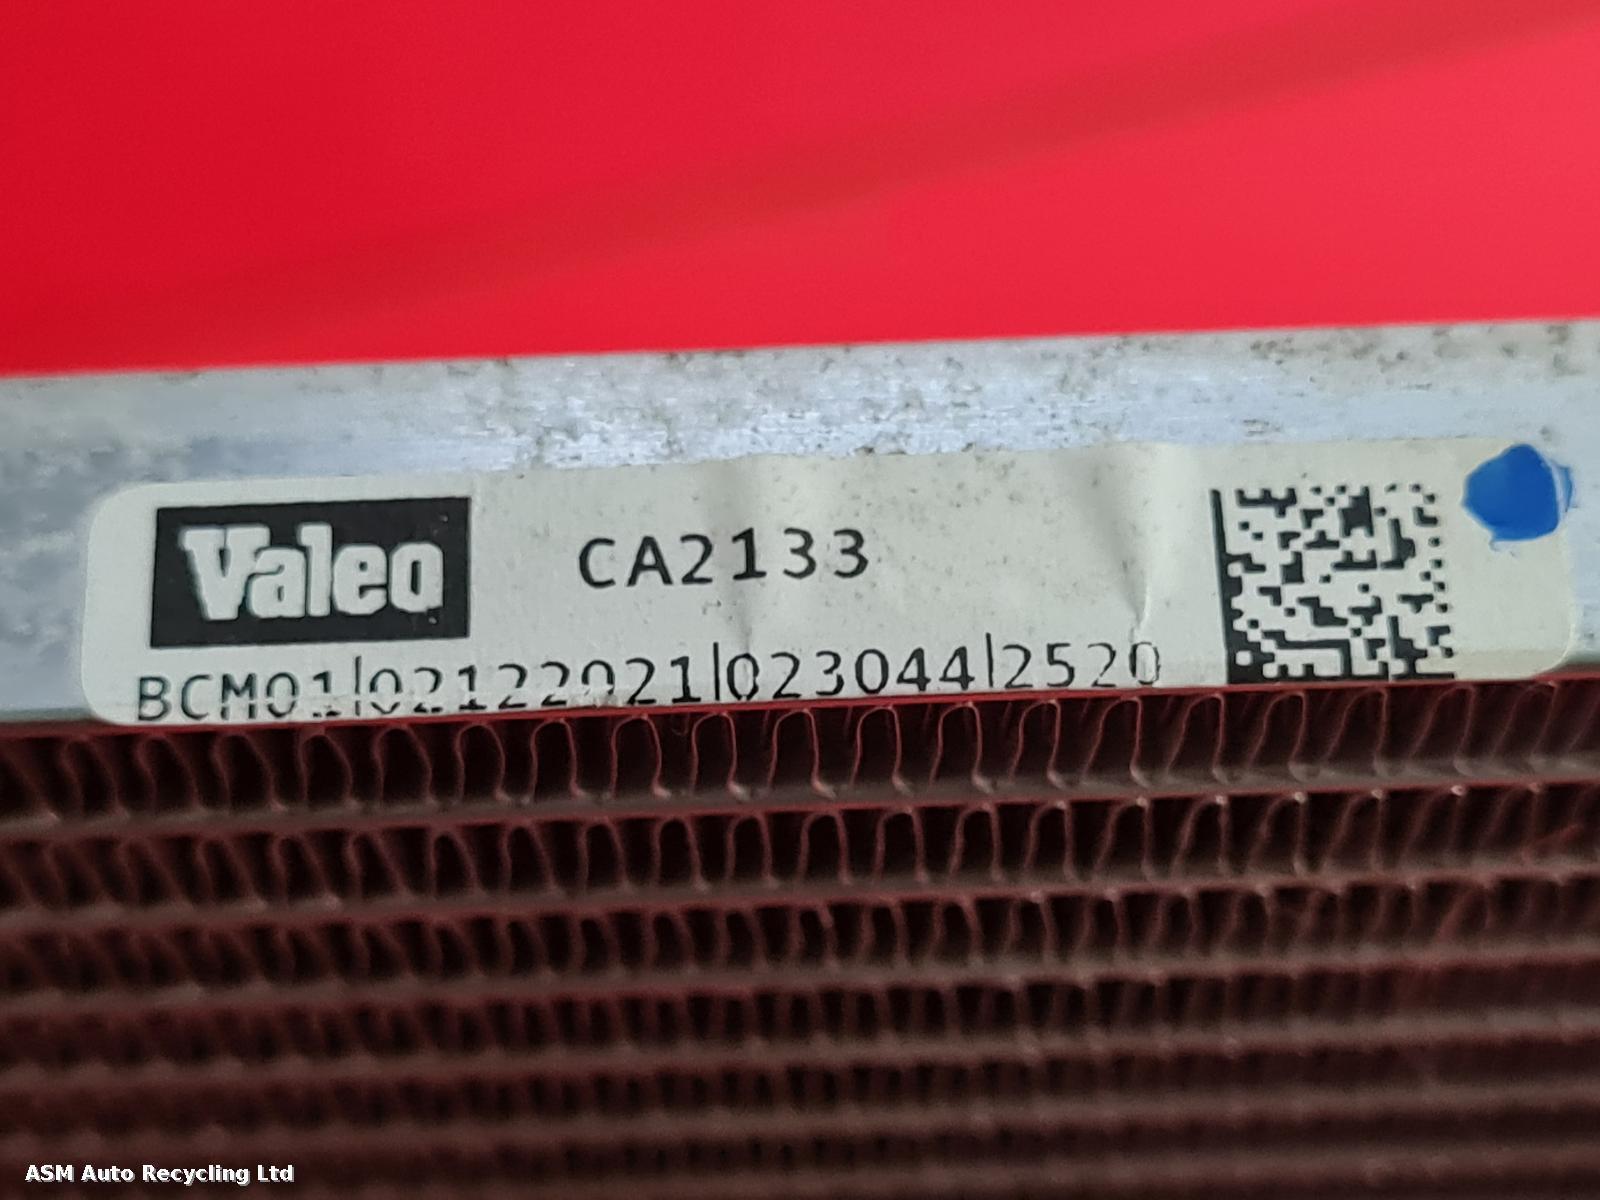 Valeo
CA2133
BCM01|02122021|023044|2520
ASM Auto Recycling Ltd